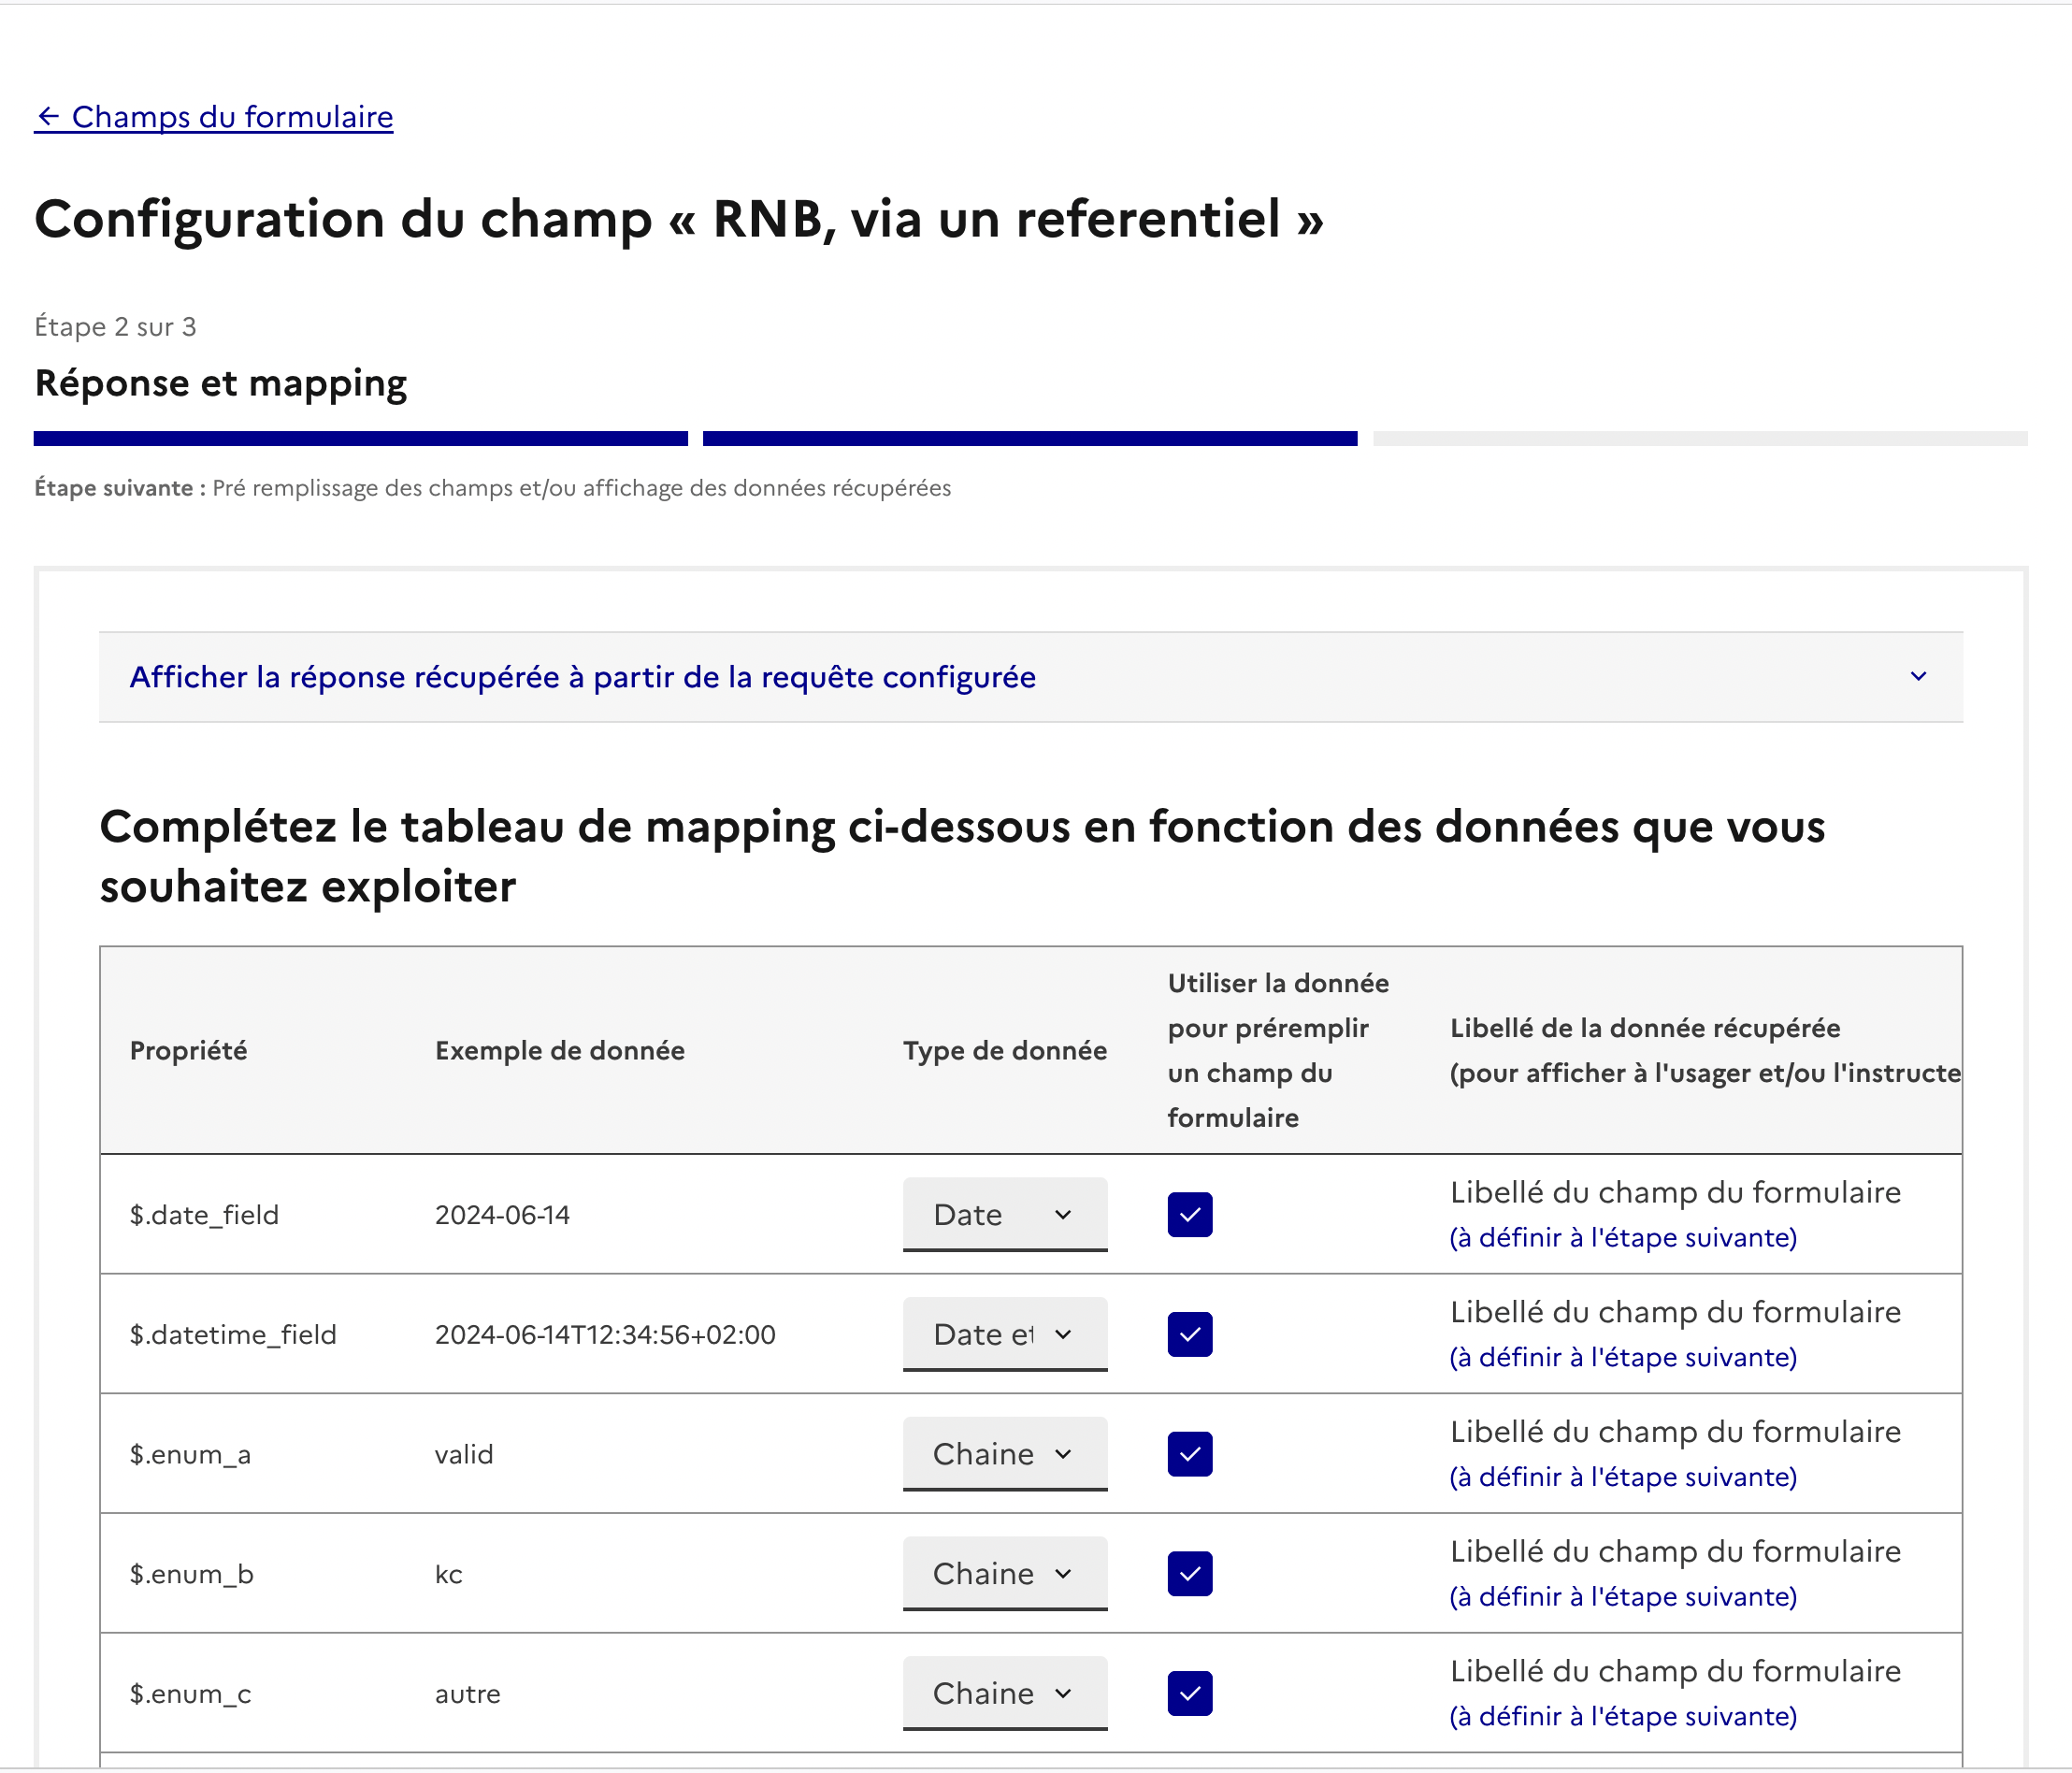 ← Champs du formulaire
Configuration du champ « RNB, via un referentiel »
Étape 2 sur 3
Réponse et mapping
Étape suivante : Pré remplissage des champs et/ou affichage des données récupérées
Afficher la réponse récupérée à partir de la requête configurée
Complétez le tableau de mapping ci-dessous en fonction des données que vous
souhaitez exploiter
Propriété
Exemple de donnée
Type de donnée
Utiliser la donnée
pour préremplir
un champ du
formulaire
Libellé de la donnée récupérée
(pour afficher à l'usager et/ou l'instructe
$.date_field
2024-06-14
Date
Libellé du champ du formulaire
(à définir à l'étape suivante)
$.datetime_field
2024-06-14T12:34:56+02:00
Date et
Libellé du champ du formulaire
(à définir à l'étape suivante)
$.enum_a
valid
Chaine
Libellé du champ du formulaire
(à définir à l'étape suivante)
$.enum_b
kc
Chaine
Libellé du champ du formulaire
(à définir à l'étape suivante)
$.enum_c
autre
Chaine
Libellé du champ du formulaire
(à définir à l'étape suivante)